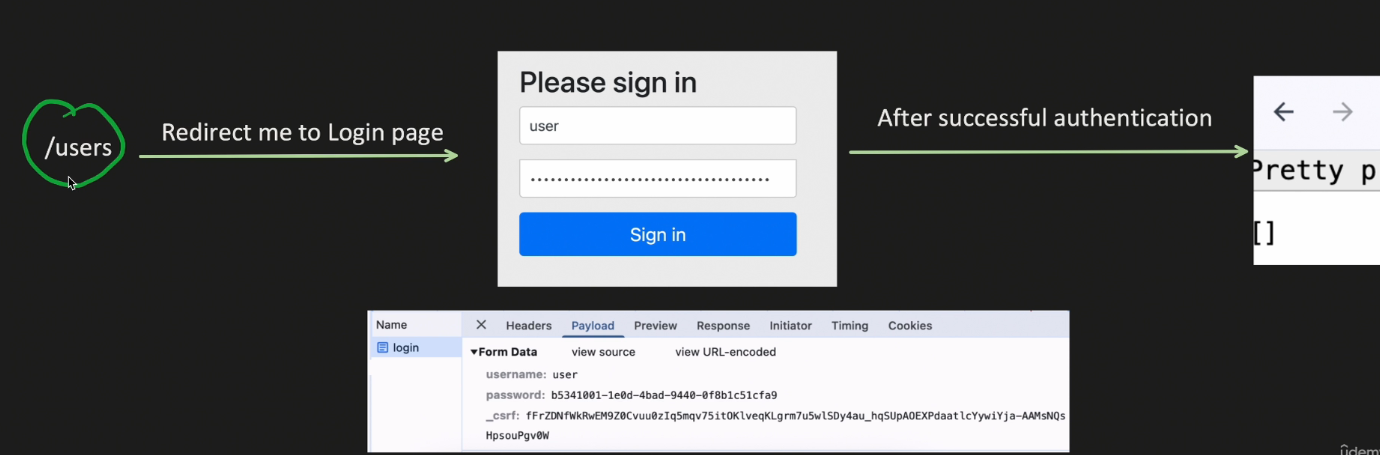 /users
Redirect me to Login page
Please sign in
user
Sign in
After successful authentication
Pretty p
[]
Name
login
Headers Payload Preview Response Initiator Timing Cookies
Form Data view source view URL-encoded
username: user
password: b5341001-1e0d-4bad-9440-0f8b1c51cfa9
_csrf: fFrZDNfWkRwEM9Z0Cvuu0zIq5mqv75itOKlveqKLgrm7u5wlSDy4au_hqSUpAOEXPdaatlcYywiYja-AAMsNQs
HpsouPgv0W
ûdemy